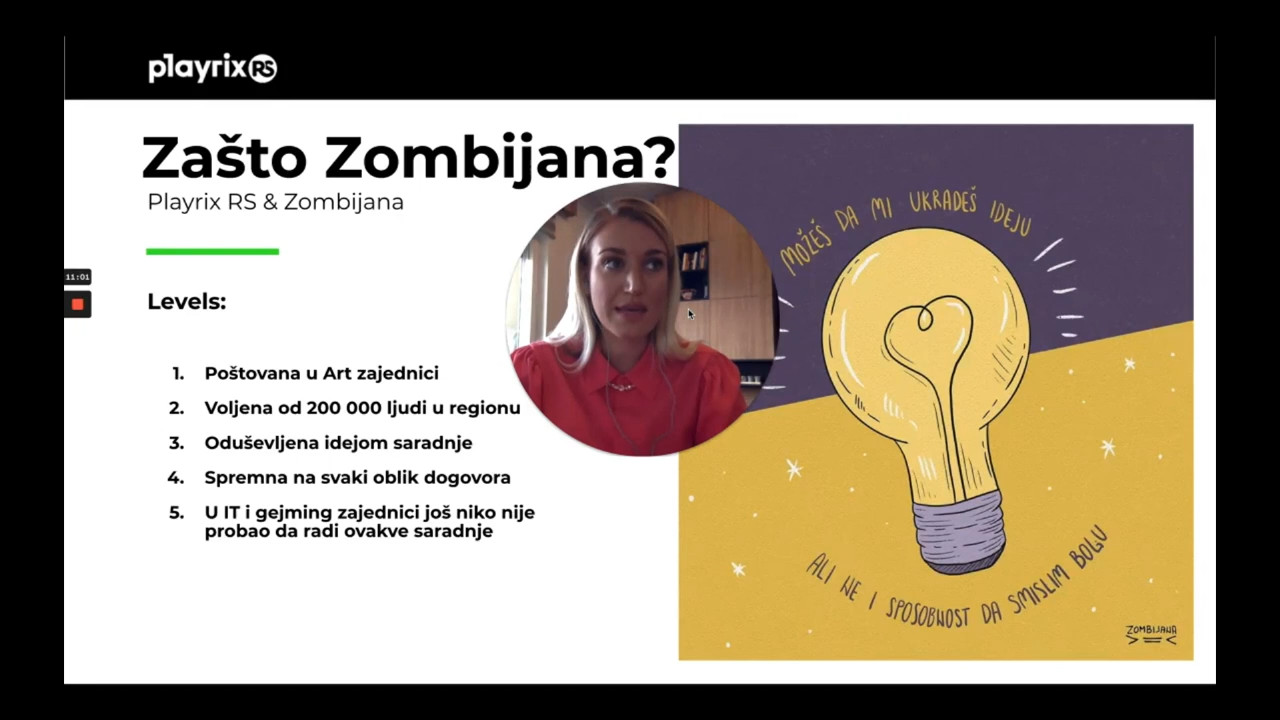 playrix RS
Zašto Zombijana?
Playrix RS & Zombijana
11:01
Levels:
1. Poštovana u Art zajednici
2. Voljena od 200 000 ljudi u regionu
3. Oduševljena idejom saradnje
4. Spremna na svaki oblik dogovora
5. U IT i gejming zajednici još niko nije
probao da radi ovakve saradnje
MOŽEŠ DA MI UKRADEŠ IDEJU
ALI NE I SPOSOBNOST DA SMISLIM BOLJU
ZOMBIJANA